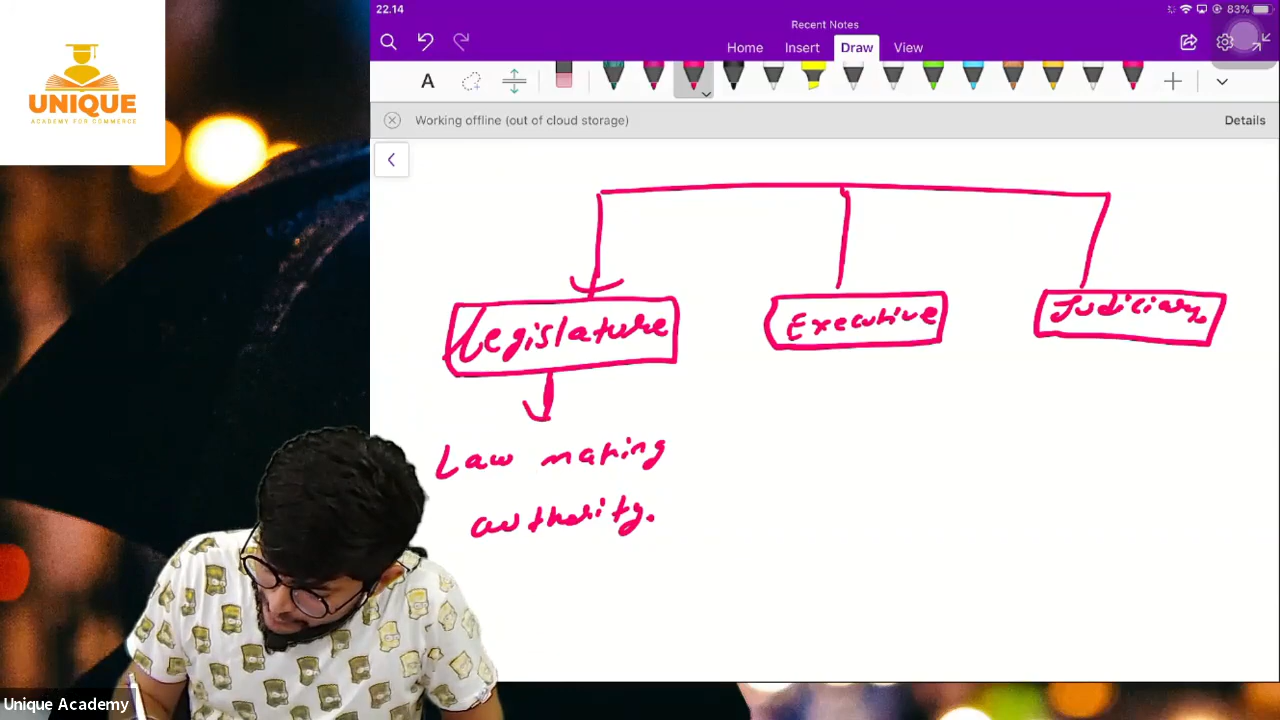 UNIQUE
ACADEMY FOR COMMERCE
22.14
83%
Recent Notes
Home Insert Draw View
A
Working offline (out of cloud storage)
Details
Legislature
Executive
Judiciary
Law making
authority.
Unique Academy